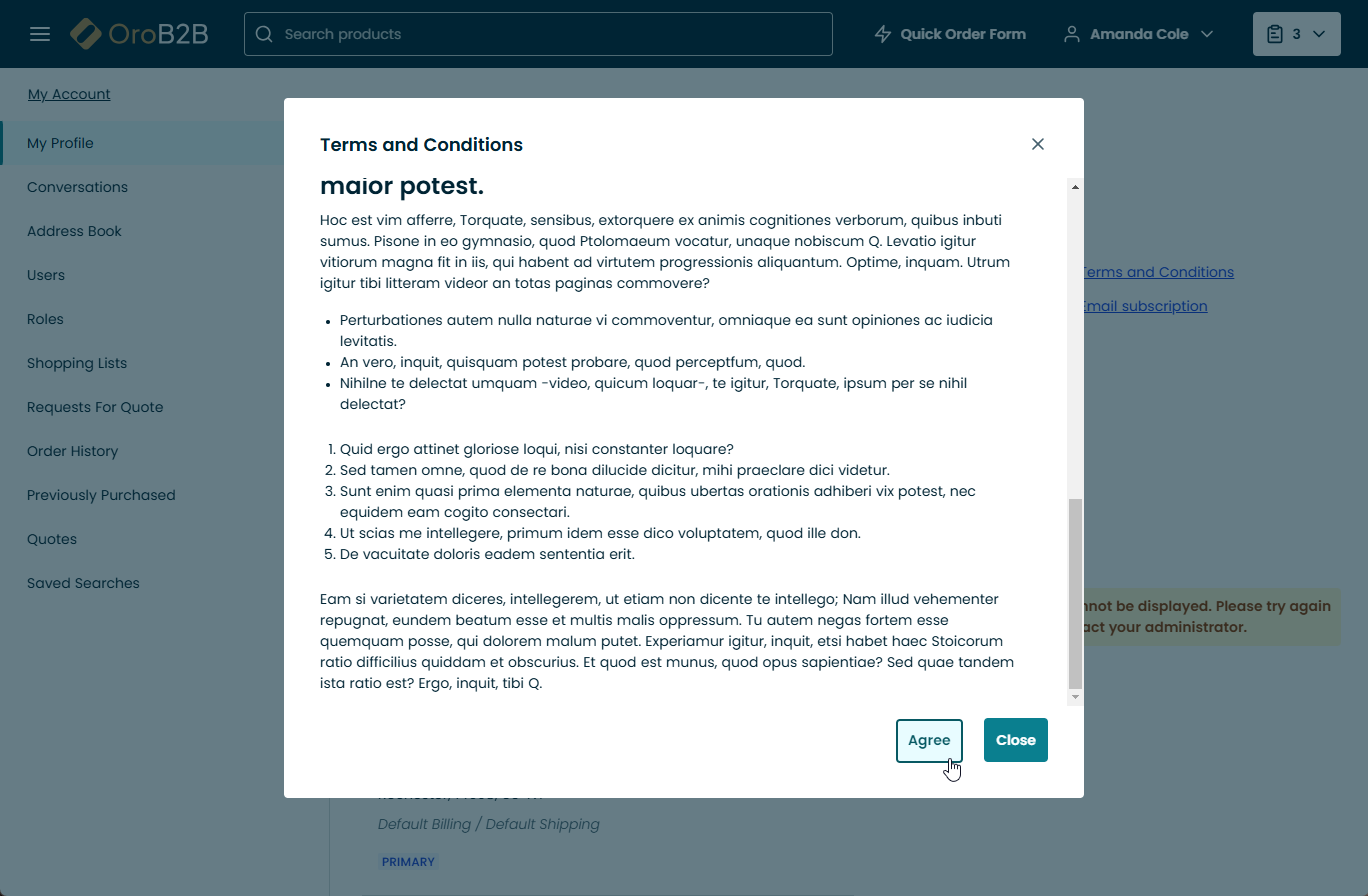 OroB2B
Search products
Quick Order Form
Amanda Cole
3
My Account
My Profile
Conversations
Address Book
Users
Roles
Shopping Lists
Requests For Quote
Order History
Previously Purchased
Quotes
Saved Searches
Terms and Conditions
maior potest.
Hoc est vim afferre, Torquate, sensibus, extorquere ex animis cognitiones verborum, quibus inbuti
sumus. Pisone in eo gymnasio, quod Ptolomaeum vocatur, unaque nobiscum Q. Levatio igitur
vitiorum magna fit in iis, qui habent ad virtutem progressionis aliquantum. Optime, inquam. Utrum
igitur tibi litteram videor an totas paginas commovere?
• Perturbationes autem nulla naturae vi commoventur, omniaque ea sunt opiniones ac iudicia
levitatis.
• An vero, inquit, quisquam potest probare, quod perceptfum, quod.
• Nihilne te delectat umquam -video, quicum loquar-, te igitur, Torquate, ipsum per se nihil
delectat?
1. Quid ergo attinet gloriose loqui, nisi constanter loquare?
2. Sed tamen omne, quod de re bona dilucide dicitur, mihi praeclare dici videtur.
3. Sunt enim quasi prima elementa naturae, quibus ubertas orationis adhiberi vix potest, nec
equidem eam cogito consectari.
4. Ut scias me intellegere, primum idem esse dico voluptatem, quod ille don.
5. De vacuitate doloris eadem sententia erit.
Eam si varietatem diceres, intellegerem, ut etiam non dicente te intellego; Nam illud vehementer
repugnat, eundem beatum esse et multis malis oppressum. Tu autem negas fortem esse
quemquam posse, qui dolorem malum putet. Experiamur igitur, inquit, etsi habet haec Stoicorum
ratio difficilius quiddam et obscurius. Et quod est munus, quod opus sapientiae? Sed quae tandem
ista ratio est? Ergo, inquit, tibi Q.
Agree
Close
Terms and Conditions
Email subscription
be displayed. Please try again
your administrator.
Default Billing / Default Shipping
PRIMARY